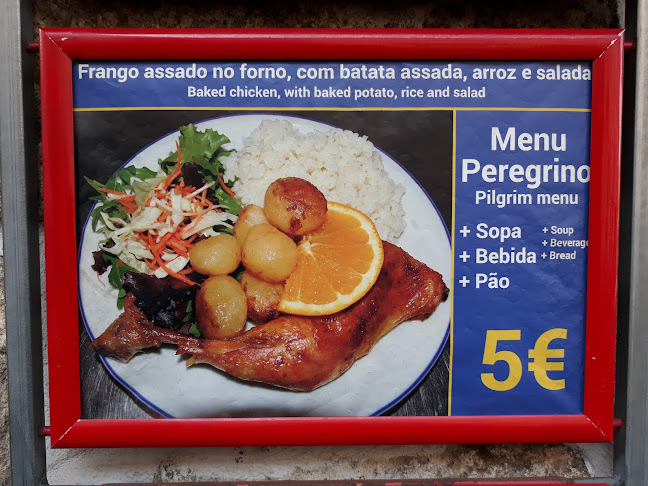 Frango assado no forno, com batata assada, arroz e salada
Baked chicken, with baked potato, rice and salad
Menu
Peregrino
Pilgrim menu
+ Sopa
+ Bebida
+ Pão
+ Soup
+ Beverage
+ Bread
5€